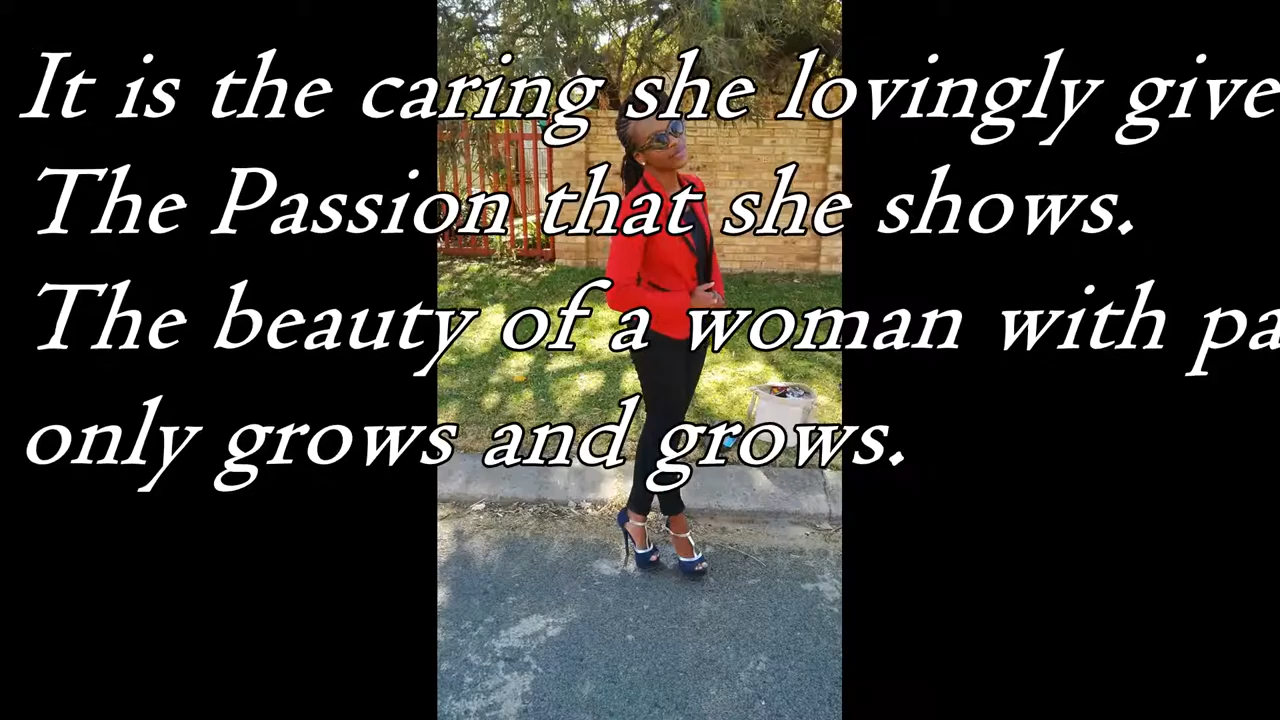 It is the caring she lovingly give
The Passion that she shows.
The beauty of a woman with pa
only grows and grows.